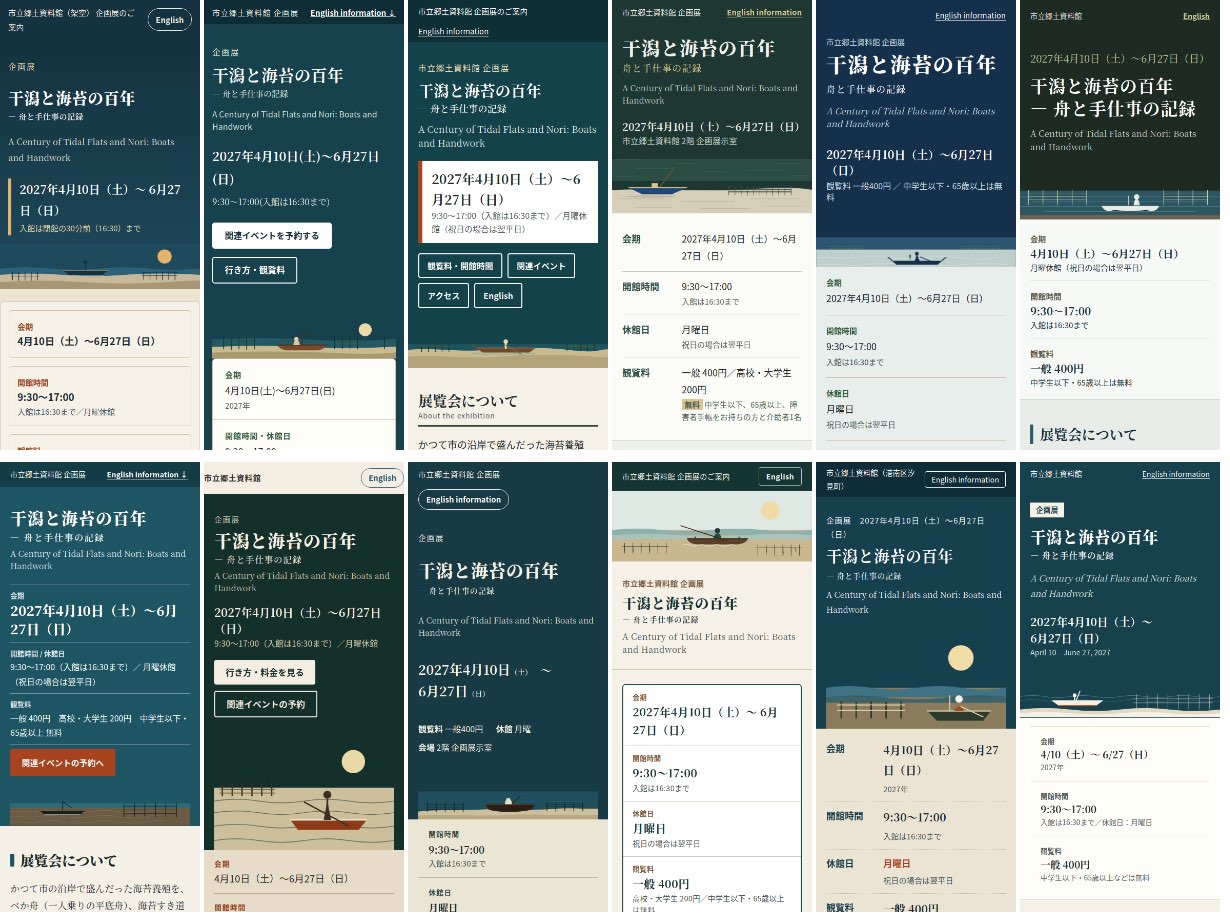 市立郷土資料館（架空） 企画展のご
案内
English
企画展
干潟と海苔の百年
— 舟と手仕事の記録
A Century of Tidal Flats and Nori: Boats
and Handwork
2027年4月10日（土）〜 6月27
日（日）
入館は閉館の30分前（16:30）まで
会期
4月10日（土）〜6月27日（日）
開館時間
9:30〜17:00
入館は16:30まで／月曜休館
観覧料
市立郷土資料館 企画展
English information ↓
企画展
干潟と海苔の百年
— 舟と手仕事の記録
A Century of Tidal Flats and Nori: Boats and
Handwork
2027年4月10日(土)〜6月27日
(日)
9:30〜17:00(入館は16:30まで)
関連イベントを予約する
行き方・観覧料
会期
4月10日(土)〜6月27日(日)
2027年
開館時間・休館日
9:30〜17:00
市立郷土資料館 企画展のご案内
English information
市立郷土資料館 企画展
干潟と海苔の百年
— 舟と手仕事の記録
A Century of Tidal Flats and Nori: Boats
and Handwork
2027年4月10日（土）〜6
月27日（日）
9:30〜17:00（入館は16:30まで）／月曜休
館（祝日の場合は翌平日）
観覧料・開館時間
関連イベント
アクセス
English
展覧会について
About the exhibition
かつて市の沿岸で盛んだった海苔養殖
市立郷土資料館 企画展
English information
干潟と海苔の百年
舟と手仕事の記録
A Century of Tidal Flats and Nori: Boats and
Handwork
2027年4月10日（土）〜6月27日（日）
市立郷土資料館 2階 企画展示室
会期
2027年4月10日（土）〜6月
27日（日）
開館時間
9:30〜17:00
入館は16:30まで
休館日
月曜日
祝日の場合は翌平日
観覧料
一般 400円／高校・大学生
200円
無料 中学生以下、65歳以上、障
害者手帳をお持ちの方と介助者1名
English information
市立郷土資料館 企画展
干潟と海苔の百年
舟と手仕事の記録
A Century of Tidal Flats and Nori: Boats and
Handwork
2027年4月10日（土）〜6月27日
（日）
観覧料 一般400円 ／ 中学生以下・65歳以上は無
料
会期
2027年4月10日（土）〜6月27日（日）
開館時間
9:30〜17:00
入館は16:30まで
休館日
月曜日
祝日の場合は翌平日
市立郷土資料館
English
2027年4月10日（土）〜6月27日（日）
干潟と海苔の百年
— 舟と手仕事の記録
A Century of Tidal Flats and Nori: Boats
and Handwork
会期
4月10日（土）〜6月27日（日）
月曜休館（祝日の場合は翌平日）
開館時間
9:30〜17:00
入館は16:30まで
観覧料
一般 400円
中学生以下・65歳以上は無料
展覧会について
市立郷土資料館 企画展
English information ↓
干潟と海苔の百年
— 舟と手仕事の記録
A Century of Tidal Flats and Nori: Boats and
Handwork
会期
2027年4月10日（土）〜6月
27日（日）
開館時間 / 休館日
9:30〜17:00（入館は16:30まで）／月曜休館
（祝日の場合は翌平日）
観覧料
一般 400円　高校・大学生 200円　中学生以下・
65歳以上 無料
関連イベントの予約へ
展覧会について
かつて市の沿岸で盛んだった海苔養殖を、
べか舟（一人乗りの平底舟）、海苔すき道
市立郷土資料館
English
企画展
干潟と海苔の百年
— 舟と手仕事の記録
A Century of Tidal Flats and Nori: Boats and
Handwork
2027年4月10日（土）〜6月27日
（日）
9:30〜17:00（入館は16:30まで）／月曜休館
行き方・料金を見る
関連イベントの予約
会期
4月10日（土）〜6月27日（日）
開館時間
市立郷土資料館 企画展
English information
企画展
干潟と海苔の百年
舟と手仕事の記録
A Century of Tidal Flats and Nori: Boats and
Handwork
2027年4月10日（土）　〜
6月27日（日）
観覧料 一般400円　休館 月曜
会場 2階 企画展示室
開館時間
9:30〜17:00
入館は16:30まで
休館日
月曜日
市立郷土資料館 企画展のご案内
English
市立郷土資料館 企画展
干潟と海苔の百年
— 舟と手仕事の記録
A Century of Tidal Flats and Nori: Boats
and Handwork
会期
2027年4月10日（土）〜 6月
27日（日）
開館時間
9:30〜17:00
入館は16:30まで
休館日
月曜日
祝日の場合は翌平日
観覧料
一般 400円
高校・大学生 200円／中学生以下・65歳以上
は無料
市立郷土資料館（港南区汐
見町）
English information
企画展　2027年4月10日（土）〜6月27日
（日）
干潟と海苔の百年
— 舟と手仕事の記録
A Century of Tidal Flats and Nori: Boats and
Handwork
会期
4月10日（土）〜6月27
日（日）
2027年
開館時間
9:30〜17:00
入館は16:30まで
休館日
月曜日
祝日の場合は翌平日
観覧料
一般 400円
市立郷土資料館
English information
企画展
干潟と海苔の百年
— 舟と手仕事の記録
A Century of Tidal Flats and Nori: Boats
and Handwork
2027年4月10日（土）〜
6月27日（日）
April 10 – June 27, 2027
会期
4/10（土）〜 6/27（日）
2027年
開館時間
9:30〜17:00
入館は16:30まで／休館日：月曜日
観覧料
一般 400円
中学生以下・65歳以上などは無料